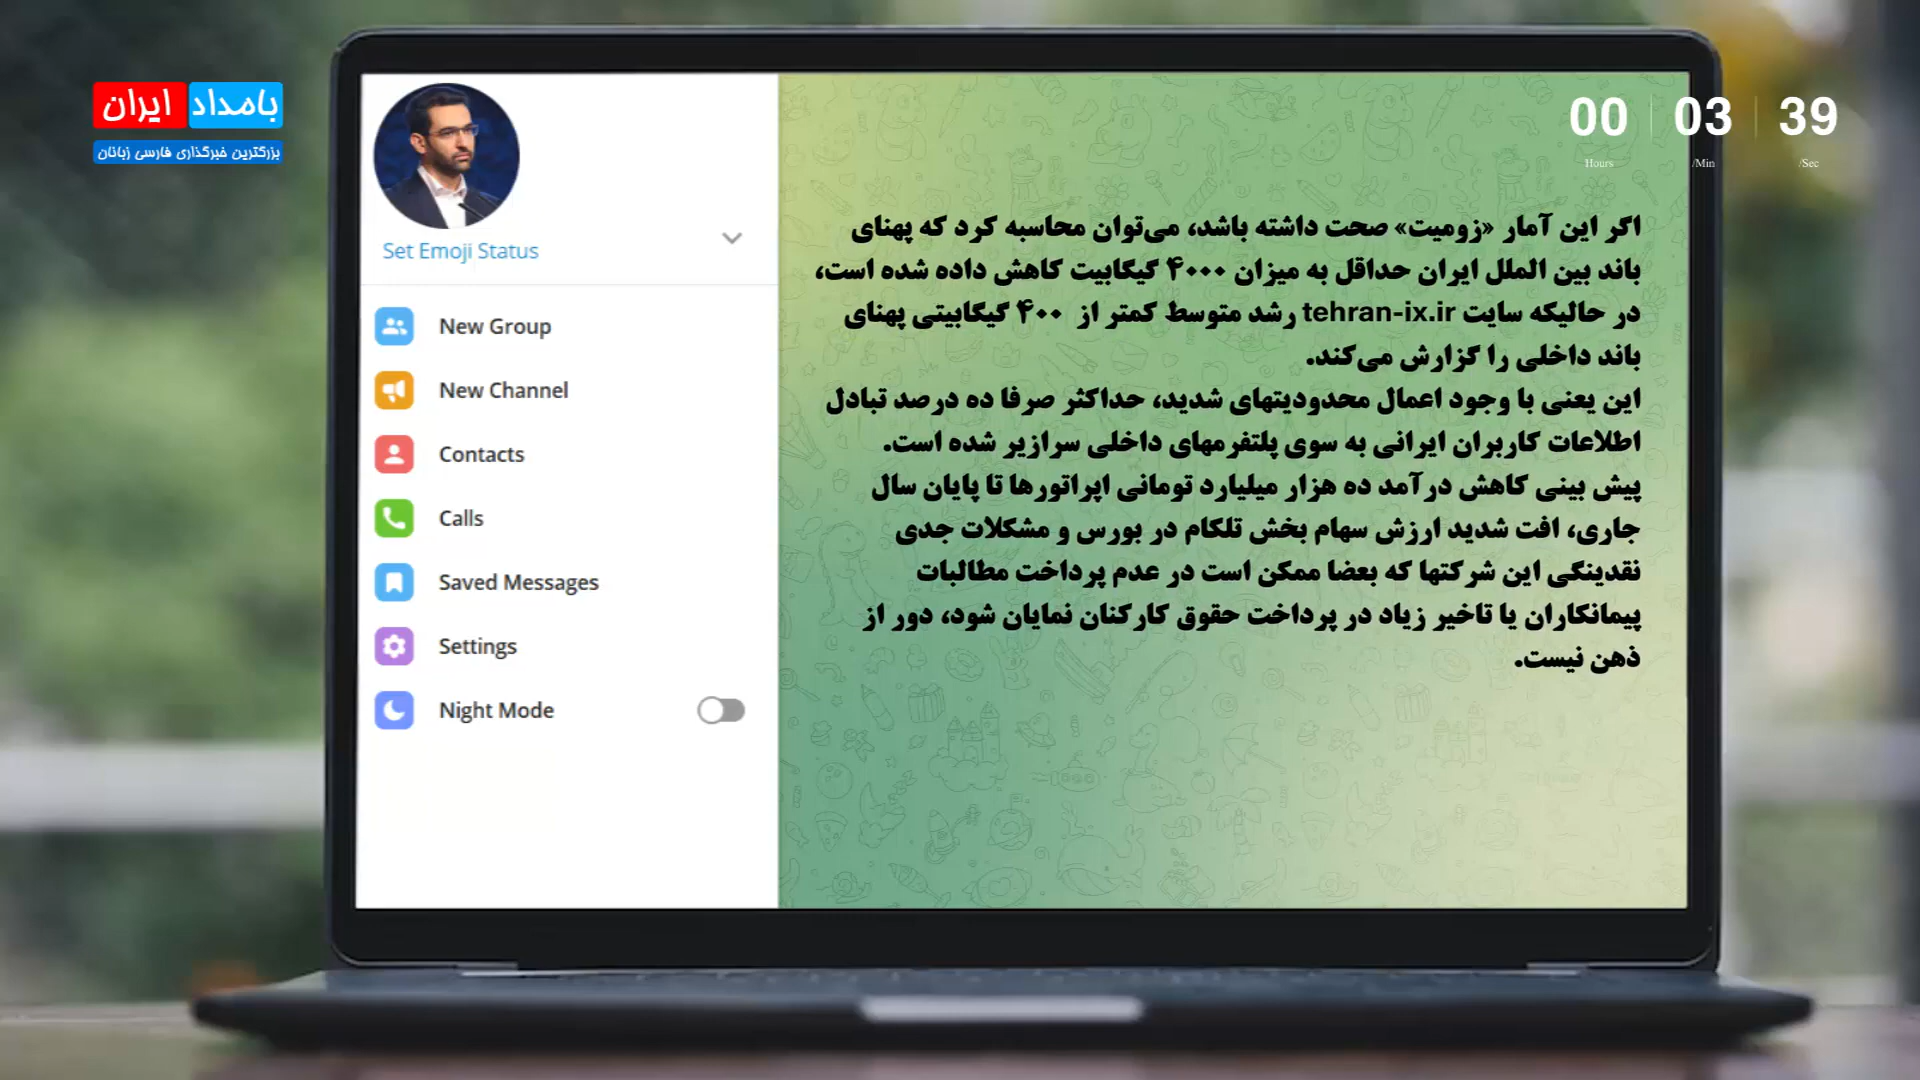 بامداد ایران
بزرگترین خبرگذاری فارسی زبانان
00 03 39
Hours /Min /Sec
Set Emoji Status
New Group
New Channel
Contacts
Calls
Saved Messages
Settings
Night Mode
اگر این آمار «زومیت» صحت داشته باشد، می‌توان محاسبه کرد که پهنای
باند بین الملل ایران حداقل به میزان ۴۰۰۰ گیگابیت کاهش داده شده است،
در حالیکه سایت tehran-ix.ir رشد متوسط کمتر از ۴۰۰ گیگابیتی پهنای
باند داخلی را گزارش می‌کند.
این یعنی با وجود اعمال محدودیتهای شدید، حداکثر صرفا ده درصد تبادل
اطلاعات کاربران ایرانی به سوی پلتفرمهای داخلی سرازیر شده است.
پیش بینی کاهش درآمد ده هزار میلیارد تومانی اپراتورها تا پایان سال
جاری، افت شدید ارزش سهام بخش تلکام در بورس و مشکلات جدی
نقدینگی این شرکتها که بعضا ممکن است در عدم پرداخت مطالبات
پیمانکاران یا تاخیر زیاد در پرداخت حقوق کارکنان نمایان شود، دور از
ذهن نیست.